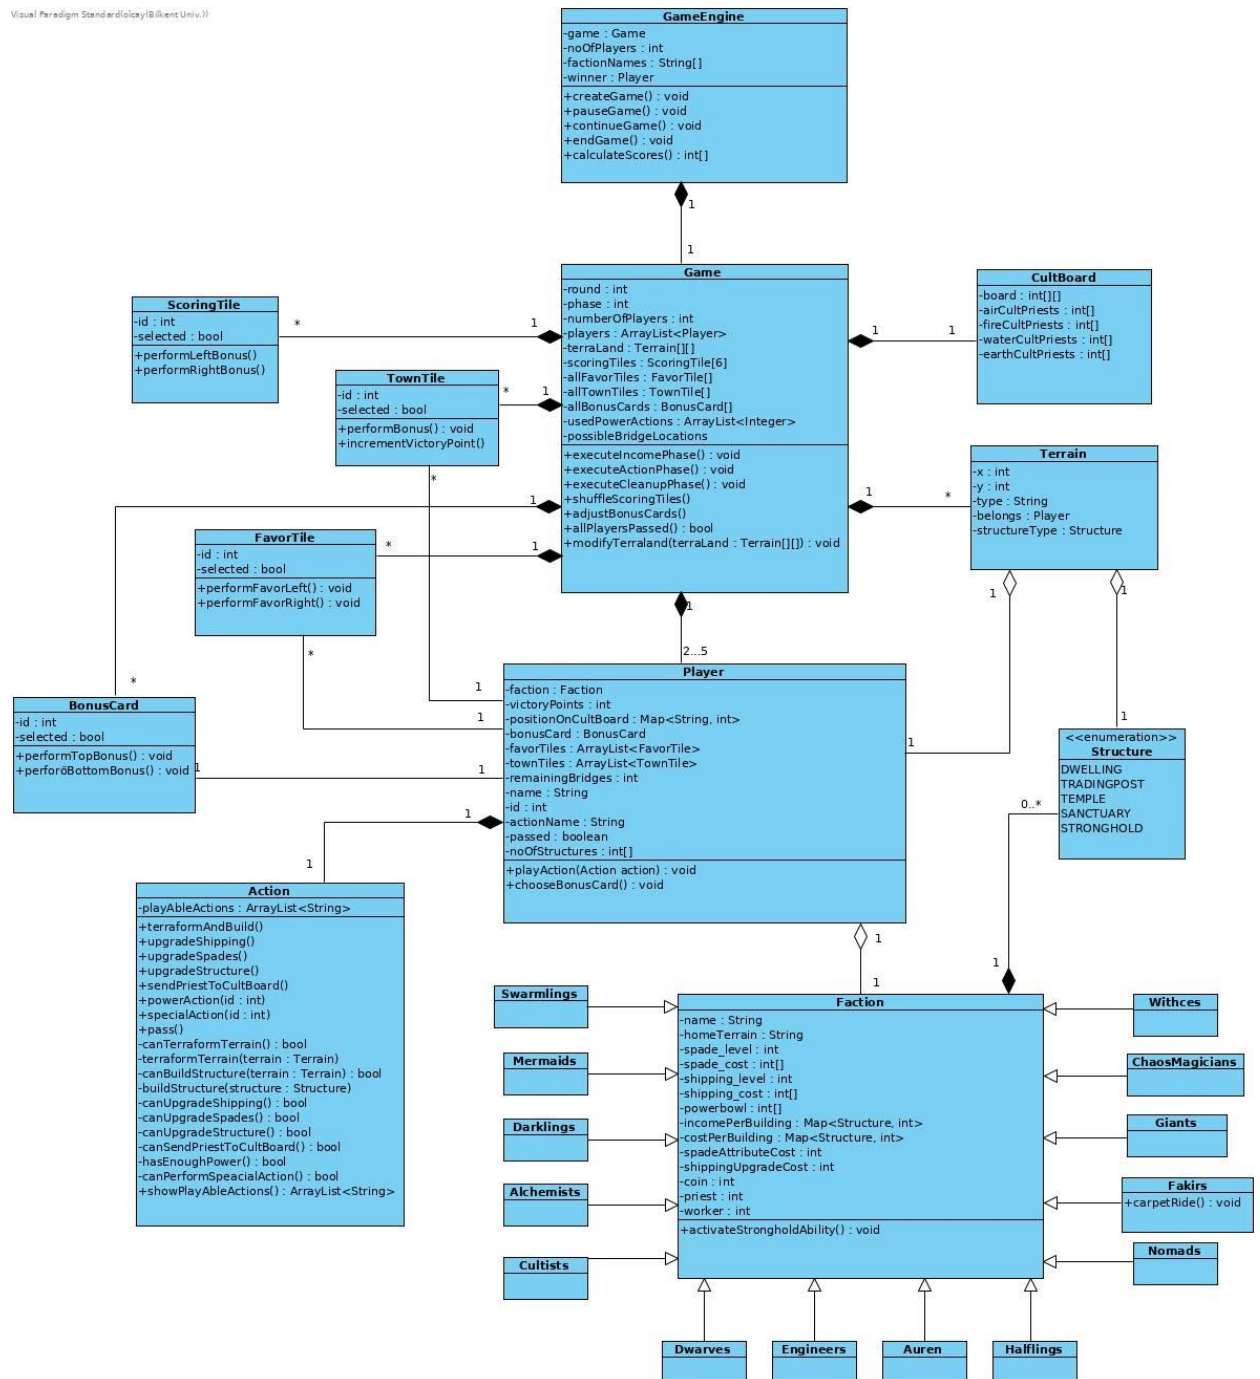 Visual Paradigm Standard(olcay(Bilkent Univ.))
GameEngine
-game : Game
-noOfPlayers : int
-factionNames : String[]
-winner : Player
+createGame() : void
+pauseGame() : void
+continueGame() : void
+endGame() : void
+calculateScores() : int[]
1
1
Game
-round : int
-phase : int
-numberOfPlayers : int
-players : ArrayList<Player>
-terraLand : Terrain[][]
-scoringTiles : ScoringTile[6]
-allFavorTiles : FavorTile[]
-allTownTiles : TownTile[]
-allBonusCards : BonusCard[]
-usedPowerActions : ArrayList<Integer>
-possibleBridgeLocations
+executeIncomePhase() : void
+executeActionPhase() : void
+executeCleanupPhase() : void
+shuffleScoringTiles()
+adjustBonusCards()
+allPlayersPassed() : bool
+modifyTerraland(terraLand : Terrain[][]) : void
CultBoard
-board : int[][]
-airCultPriests : int[]
-fireCultPriests : int[]
-waterCultPriests : int[]
-earthCultPriests : int[]
1
1
ScoringTile
-id : int
-selected : bool
+performLeftBonus()
+performRightBonus()
*
1
TownTile
-id : int
-selected : bool
+performBonus() : void
+incrementVictoryPoint()
*
1
*
1
Terrain
-x : int
-y : int
-type : String
-belongs : Player
-structureType : Structure
1
*
FavorTile
-id : int
-selected : bool
+performFavorLeft() : void
+performFavorRight() : void
*
1
*
1
BonusCard
-id : int
-selected : bool
+performTopBonus() : void
+perforöBottomBonus() : void
*
1
1
1
1
2...5
Player
-faction : Faction
-victoryPoints : int
-positionOnCultBoard : Map<String, int>
-bonusCard : BonusCard
-favorTiles : ArrayList<FavorTile>
-townTiles : ArrayList<TownTile>
-remainingBridges : int
-name : String
-id : int
-actionName : String
-passed : boolean
-noOfStructures : int[]
+playAction(Action action) : void
+chooseBonusCard() : void
1
1
1
1
<<enumeration>>
Structure
DWELLING
TRADINGPOST
TEMPLE
SANCTUARY
STRONGHOLD
0..*
1
1
1
Action
-playAbleActions : ArrayList<String>
+terraformAndBuild()
+upgradeShipping()
+upgradeSpades()
+upgradeStructure()
+sendPriestToCultBoard()
+powerAction(id : int)
+specialAction(id : int)
+pass()
-canTerraformTerrain() : bool
-terraformTerrain(terrain : Terrain)
-canBuildStructure(terrain : Terrain) : bool
-buildStructure(structure : Structure)
-canUpgradeShipping() : bool
-canUpgradeSpades() : bool
-canUpgradeStructure() : bool
-canSendPriestToCultBoard() : bool
-hasEnoughPower() : bool
-canPerformSpeacialAction() : bool
+showPlayAbleActions() : ArrayList<String>
1
1
Faction
-name : String
-homeTerrain : String
-spade_level : int
-spade_cost : int[]
-shipping_level : int
-shipping_cost : int[]
-powerbowl : int[]
-incomePerBuilding : Map<Structure, int>
-costPerBuilding : Map<Structure, int>
-spadeAttributeCost : int
-shippingUpgradeCost : int
-coin : int
-priest : int
-worker : int
+activateStrongholdAbility() : void
Swarmlings
Mermaids
Darklings
Alchemists
Cultists
Withces
ChaosMagicians
Giants
Fakirs
+carpetRide() : void
Nomads
Dwarves
Engineers
Auren
Halflings